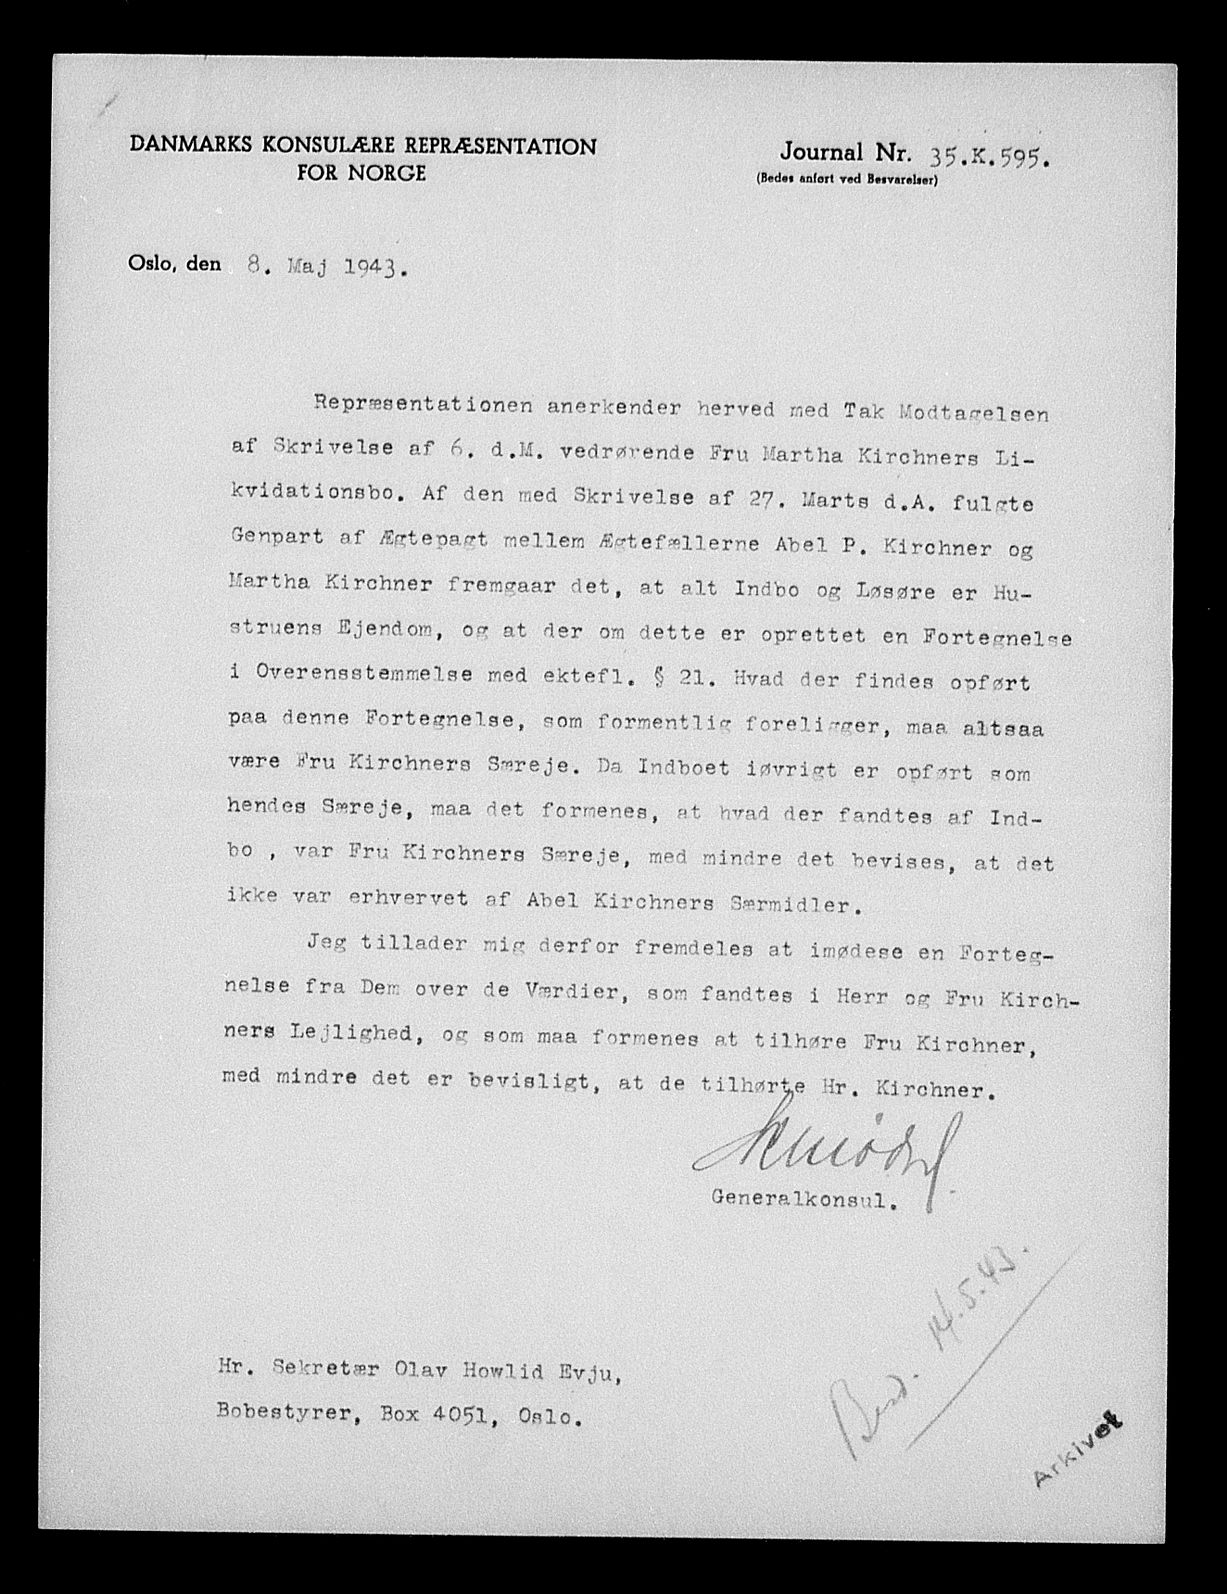 DANMARKS KONSULÆRE REPRÆSENTATION
FOR NORGE
Journal Nr. 35.K.595.
(Bedes anført ved Besvarelser)
Oslo, den 8. Maj 1943.
Repræsentationen anerkender herved med Tak Modtagelsen
af Skrivelse af 6. d.M. vedrørende Fru Martha Kirchners Li-
kvidationsbo. Af den med Skrivelse af 27. Marts d.A. fulgte
Genpart af Ægtepagt mellem Ægtefællerne Abel P. Kirchner og
Martha Kirchner fremgaar det, at alt Indbo og Løsøre er Hu-
struens Ejendom, og at der om dette er oprettet en Fortegnelse
i Overensstemmelse med ektefl. § 21. Hvad der findes opført
paa denne Fortegnelse, som formentlig foreligger, maa altsaa
være Fru Kirchners Særeje. Da Indboet iøvrigt er opført som
hendes Særeje, maa det formenes, at hvad der fandtes af Ind-
bo , var Fru Kirchners Særeje, med mindre det bevises, at det
ikke var erhvervet af Abel Kirchners Særmidler.
Jeg tillader mig derfor fremdeles at imødese en Forteg-
nelse fra Dem over de Værdier, som fandtes i Herr og Fru Kirch-
ners Lejlighed, og som maa formenes at tilhøre Fru Kirchner,
med mindre det er bevisligt, at de tilhørte Hr. Kirchner.
Generalkonsul.
14.5.43.
Hr. Sekretær Olav Howlid Evju,
Bobestyrer, Box 4051, Oslo.
Arkivet